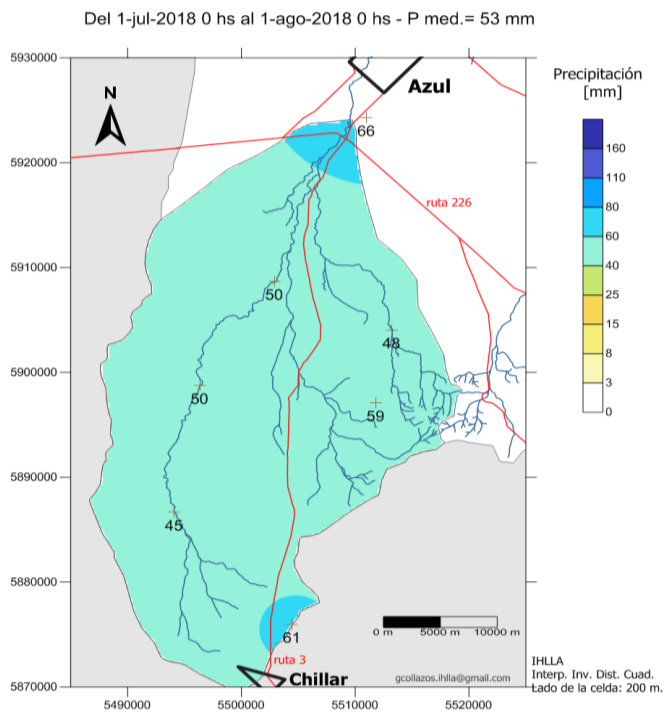 Del 1-jul-2018 0 hs al 1-ago-2018 0 hs - P med.= 53 mm
5930000
Azul
N
66
5920000
ruta 226
5910000
50
48
5900000
50
59
5890000
45
5880000
61
0 m 5000 m 10000 m
ruta 3
Chillar
gcollazos.ihlla@gmail.com
5870000
5490000 5500000 5510000 5520000
Precipitación
[mm]
160
110
80
60
40
25
15
8
3
0
IHLLA
Interp. Inv. Dist. Cuad.
Lado de la celda: 200 m.